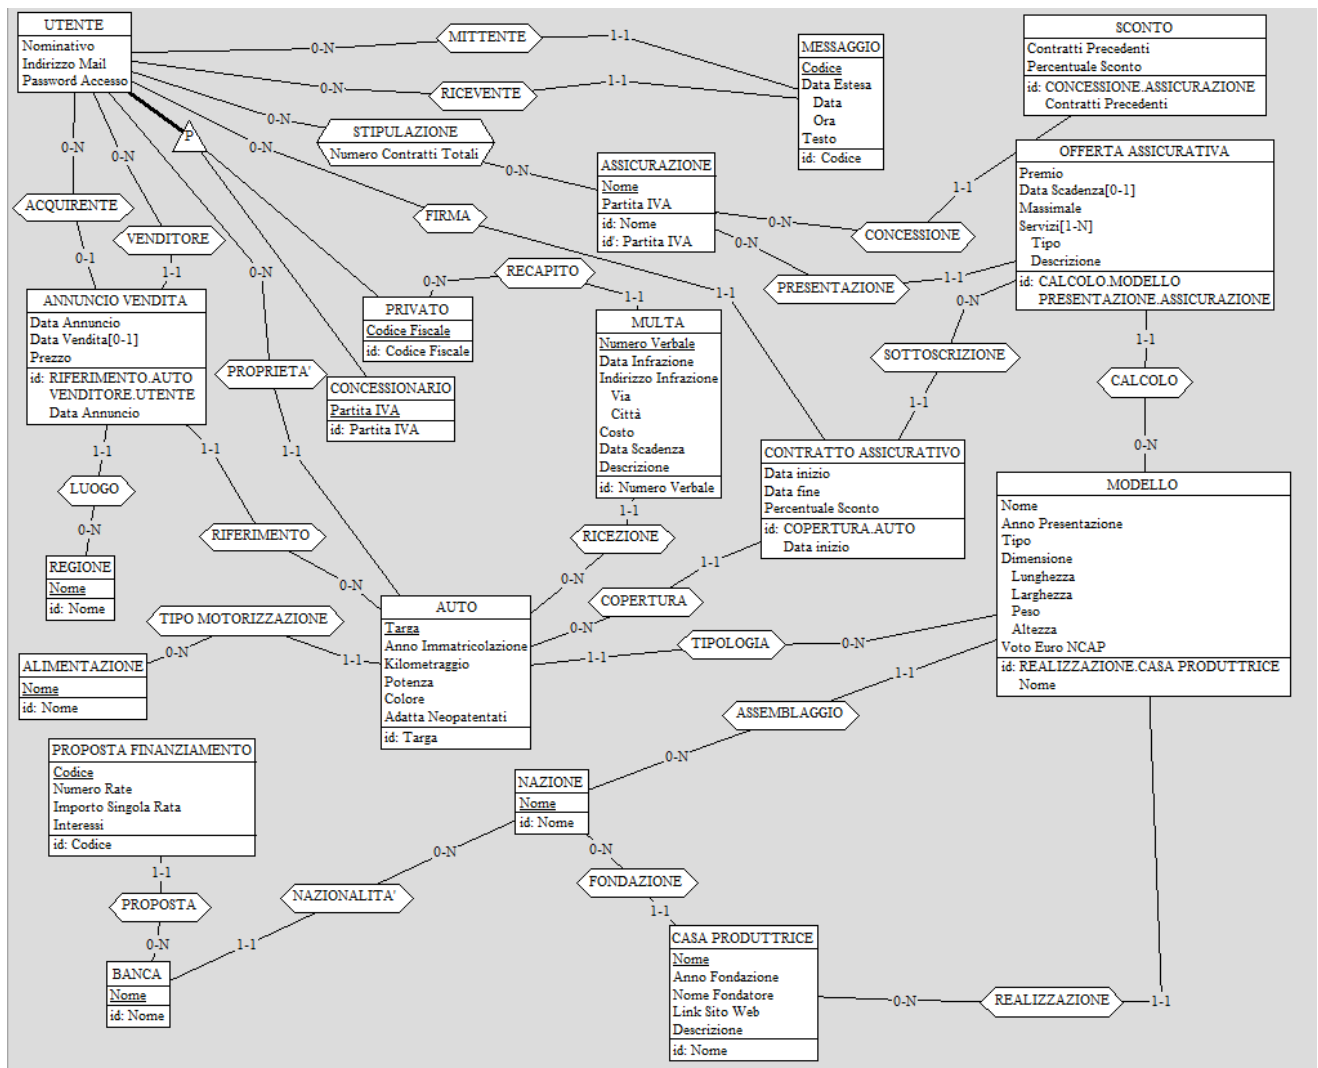 UTENTE
Nominativo
Indirizzo Mail
Password Accesso
0-N
MITTENTE
1-1
0-N
RICEVENTE
1-1
MESSAGGIO
Codice
Data Estesa
Data
Ora
Testo
id: Codice
SCONTO
Contratti Precedenti
Percentuale Sconto
id: CONCESSIONE.ASSICURAZIONE
Contratti Precedenti
P
0-N
STIPULAZIONE
Numero Contratti Totali
0-N
ASSICURAZIONE
Nome
Partita IVA
id: Nome
id': Partita IVA
0-N
CONCESSIONE
1-1
0-N
PRESENTAZIONE
1-1
OFFERTA ASSICURATIVA
Premio
Data Scadenza[0-1]
Massimale
Servizi[1-N]
Tipo
Descrizione
id: CALCOLO.MODELLO
PRESENTAZIONE.ASSICURAZIONE
0-N
FIRMA
1-1
0-N
ACQUIRENTE
0-1
0-N
VENDITORE
1-1
ANNUNCIO VENDITA
Data Annuncio
Data Vendita[0-1]
Prezzo
id: RIFERIMENTO.AUTO
VENDITORE.UTENTE
Data Annuncio
0-N
PROPRIETA'
1-1
PRIVATO
Codice Fiscale
id: Codice Fiscale
CONCESSIONARIO
Partita IVA
id: Partita IVA
0-N
RECAPITO
1-1
MULTA
Numero Verbale
Data Infrazione
Indirizzo Infrazione
Via
Città
Costo
Data Scadenza
Descrizione
id: Numero Verbale
0-N
SOTTOSCRIZIONE
1-1
1-1
CALCOLO
0-N
CONTRATTO ASSICURATIVO
Data inizio
Data fine
Percentuale Sconto
id: COPERTURA.AUTO
Data inizio
MODELLO
Nome
Anno Presentazione
Tipo
Dimensione
Lunghezza
Larghezza
Peso
Altezza
Voto Euro NCAP
id: REALIZZAZIONE.CASA PRODUTTRICE
Nome
1-1
LUOGO
0-N
REGIONE
Nome
id: Nome
1-1
RIFERIMENTO
0-N
1-1
RICEZIONE
0-N
1-1
COPERTURA
0-N
AUTO
Targa
Anno Immatricolazione
Kilometraggio
Potenza
Colore
Adatta Neopatentati
id: Targa
TIPO MOTORIZZAZIONE
0-N
1-1
ALIMENTAZIONE
Nome
id: Nome
1-1
TIPOLOGIA
0-N
1-1
ASSEMBLAGGIO
0-N
PROPOSTA FINANZIAMENTO
Codice
Numero Rate
Importo Singola Rata
Interessi
id: Codice
1-1
PROPOSTA
0-N
BANCA
Nome
id: Nome
NAZIONE
Nome
id: Nome
0-N
NAZIONALITA'
1-1
0-N
FONDAZIONE
1-1
CASA PRODUTTRICE
Nome
Anno Fondazione
Nome Fondatore
Link Sito Web
Descrizione
id: Nome
0-N
REALIZZAZIONE
1-1